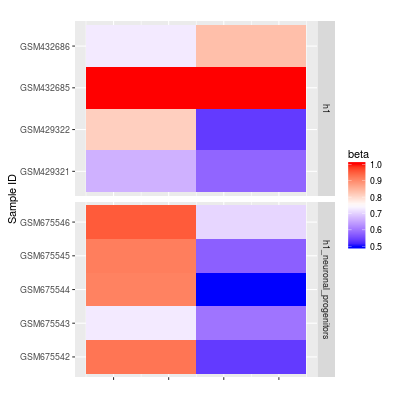 GSM432686
GSM432685
GSM429322
GSM429321
h1
GSM675546
GSM675545
GSM675544
GSM675543
GSM675542
h1_neuronal_progenitors
Sample ID
beta
1.0
0.9
0.8
0.7
0.6
0.5